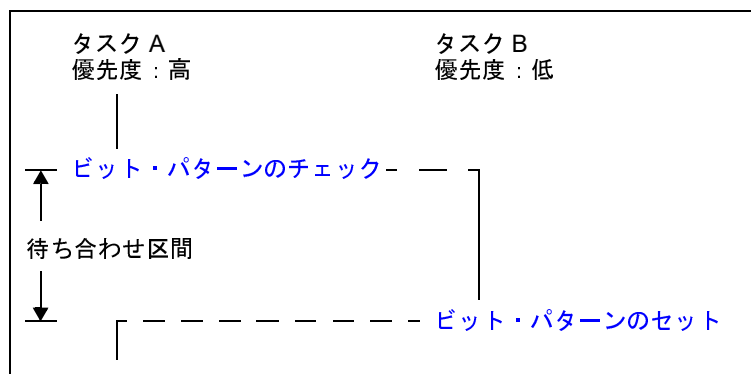 タスク A
優先度：高
タスク B
優先度：低
ビット・パターンのチェック
待ち合わせ区間
ビット・パターンのセット